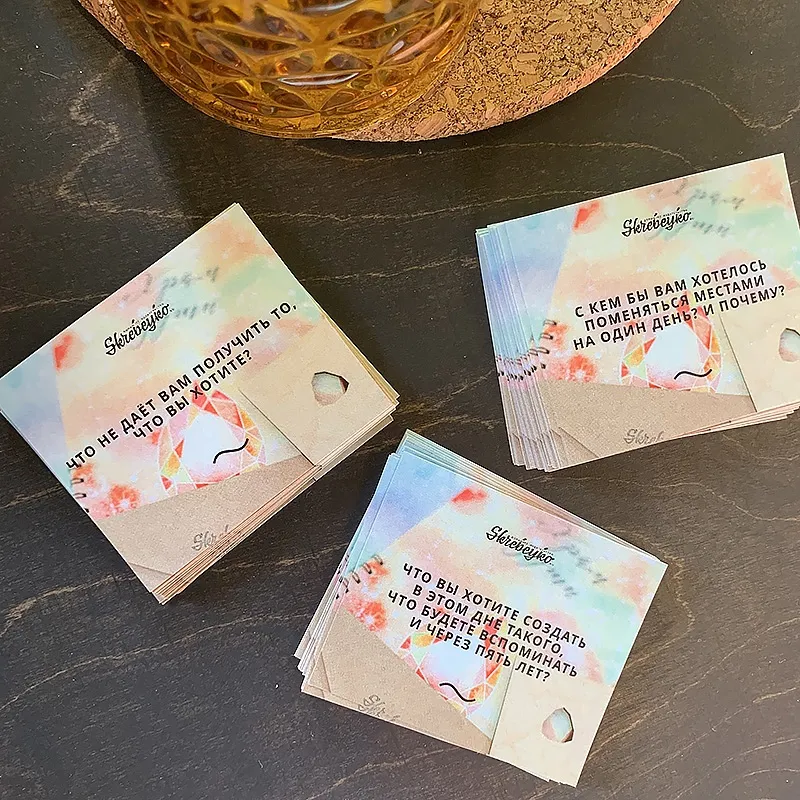 Skrebeyko
ЧТО НЕ ДАЁТ ВАМ ПОЛУЧИТЬ ТО,
ЧТО ВЫ ХОТИТЕ?
Skrebeyko
С КЕМ БЫ ВАМ ХОТЕЛОСЬ
ПОМЕНЯТЬСЯ МЕСТАМИ
НА ОДИН ДЕНЬ? И ПОЧЕМУ?
Skrebeyko
ЧТО ВЫ ХОТИТЕ СОЗДАТЬ
В ЭТОМ ДНЕ ТАКОГО,
ЧТО БУДЕТЕ ВСПОМИНАТЬ
И ЧЕРЕЗ ПЯТЬ ЛЕТ?